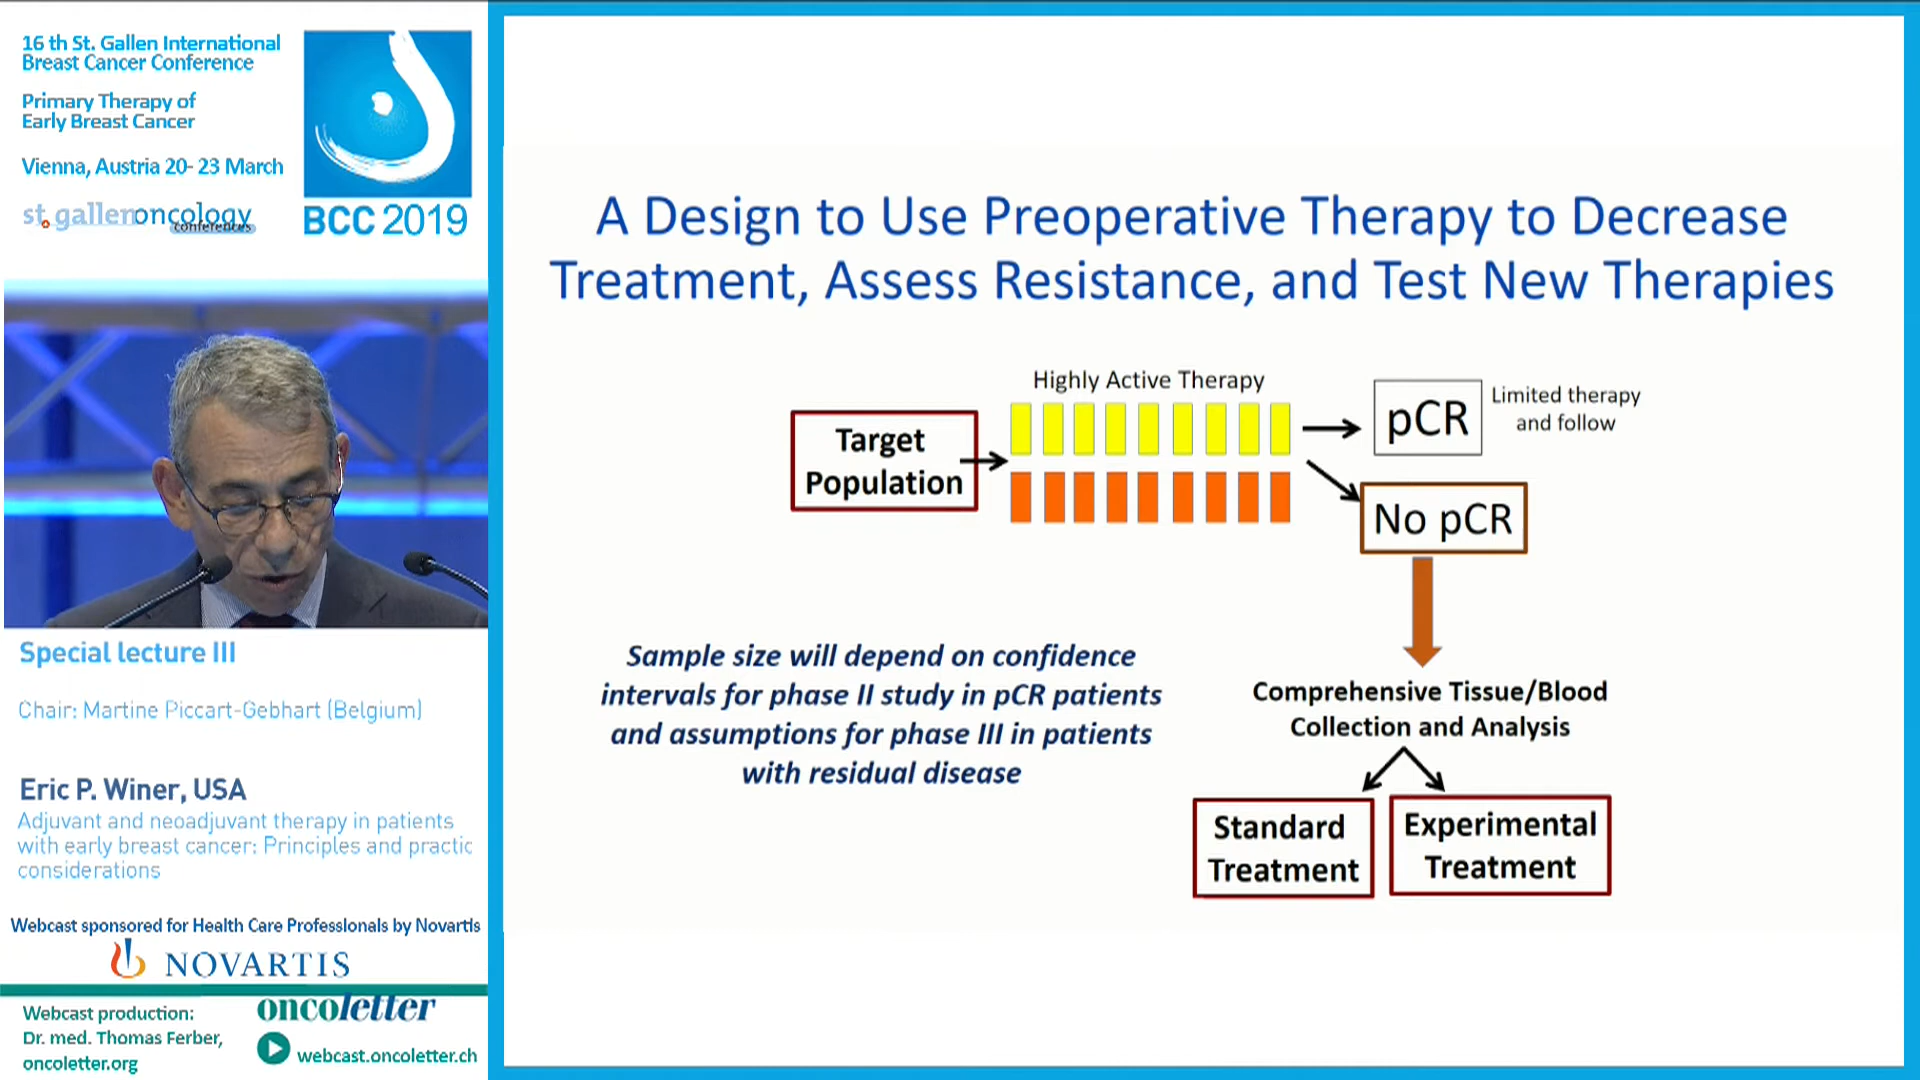 16 th St. Gallen International
Breast Cancer Conference
Primary Therapy of
Early Breast Cancer
Vienna, Austria 20- 23 March
st.gallenoncology
conferences
BCC 2019
Special lecture III
Chair: Martine Piccart-Gebhart (Belgium)
Eric P. Winer, USA
Adjuvant and neoadjuvant therapy in patients
with early breast cancer: Principles and practic
considerations
Webcast sponsored for Health Care Professionals by Novartis
NOVARTIS
Webcast production:
Dr. med. Thomas Ferber,
oncoletter.org
oncoletter
webcast.oncoletter.ch
A Design to Use Preoperative Therapy to Decrease
Treatment, Assess Resistance, and Test New Therapies
Highly Active Therapy
Target
Population
pCR
Limited therapy
and follow
No pCR
Sample size will depend on confidence
intervals for phase II study in pCR patients
and assumptions for phase III in patients
with residual disease
Comprehensive Tissue/Blood
Collection and Analysis
Standard
Treatment
Experimental
Treatment